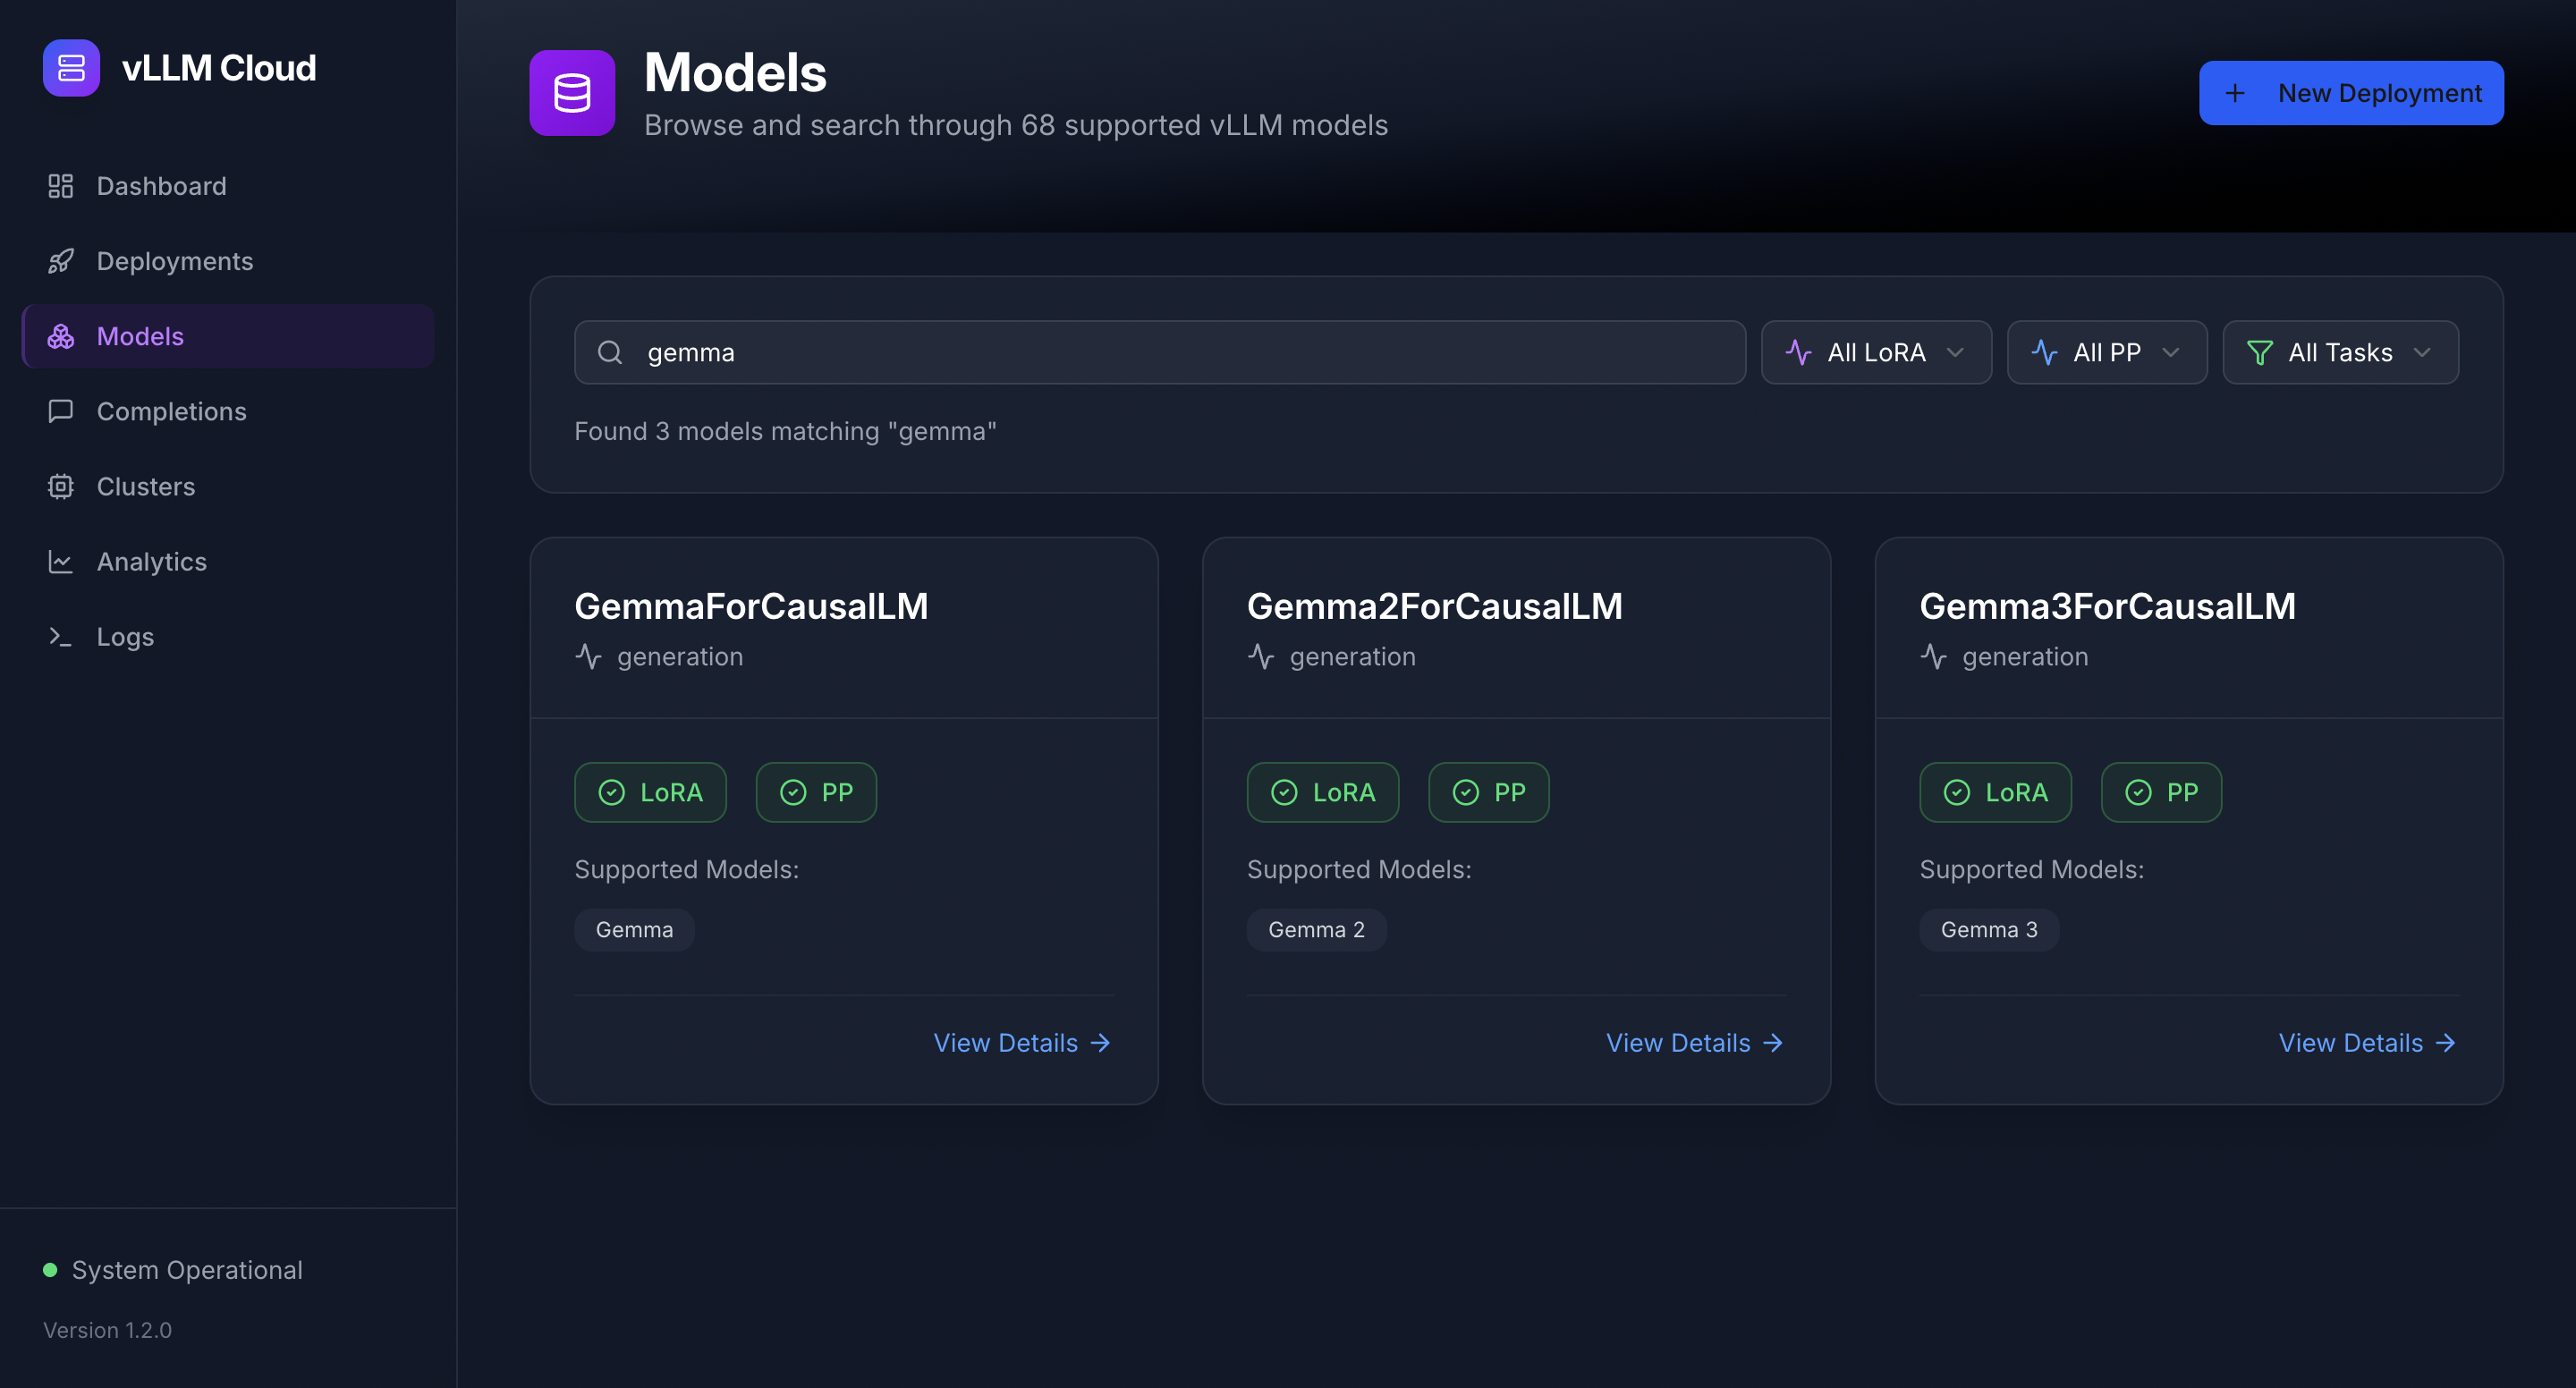 vLLM Cloud
Dashboard
Deployments
Models
Completions
Clusters
Analytics
Logs
System Operational
Version 1.2.0
Models
Browse and search through 68 supported vLLM models
New Deployment
gemma
All LoRA
All PP
All Tasks
Found 3 models matching "gemma"
GemmaForCausalLM
generation
LoRA PP
Supported Models:
Gemma
View Details →
Gemma2ForCausalLM
generation
LoRA PP
Supported Models:
Gemma 2
View Details →
Gemma3ForCausalLM
generation
LoRA PP
Supported Models:
Gemma 3
View Details →